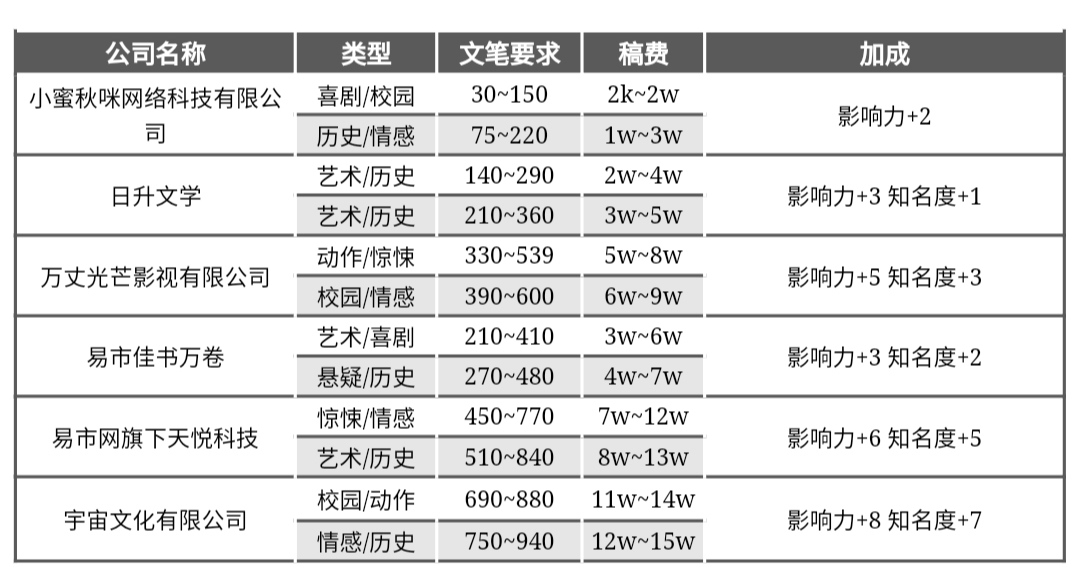 公司名称 类型 文笔要求 稿费 加成
小蜜秋咪网络科技有限公
司
喜剧/校园 30~150 2k~2w
历史/情感 75~220 1w~3w
影响力+2
日升文学
艺术/历史 140~290 2w~4w
艺术/历史 210~360 3w~5w
影响力+3 知名度+1
万丈光芒影视有限公司
动作/惊悚 330~539 5w~8w
校园/情感 390~600 6w~9w
影响力+5 知名度+3
易市佳书万卷
艺术/喜剧 210~410 3w~6w
悬疑/历史 270~480 4w~7w
影响力+3 知名度+2
易市网旗下天悦科技
惊悚/情感 450~770 7w~12w
艺术/历史 510~840 8w~13w
影响力+6 知名度+5
宇宙文化有限公司
校园/动作 690~880 11w~14w
情感/历史 750~940 12w~15w
影响力+8 知名度+7